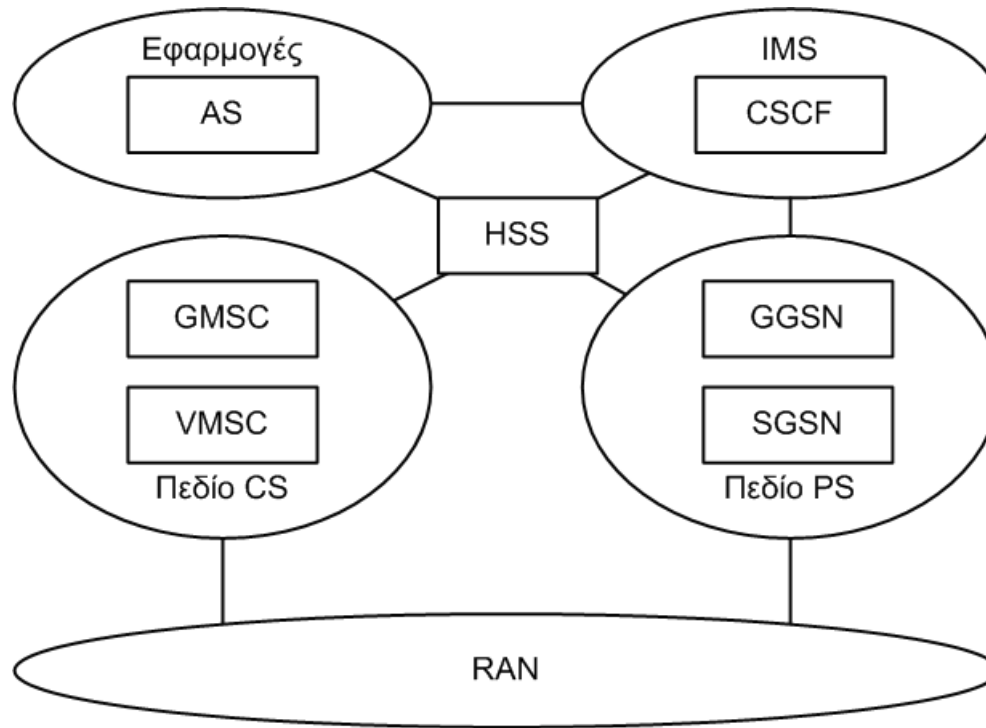 Εφαρμογές
AS
IMS
CSCF
HSS
GMSC
VMSC
Πεδίο CS
GGSN
SGSN
Πεδίο PS
RAN